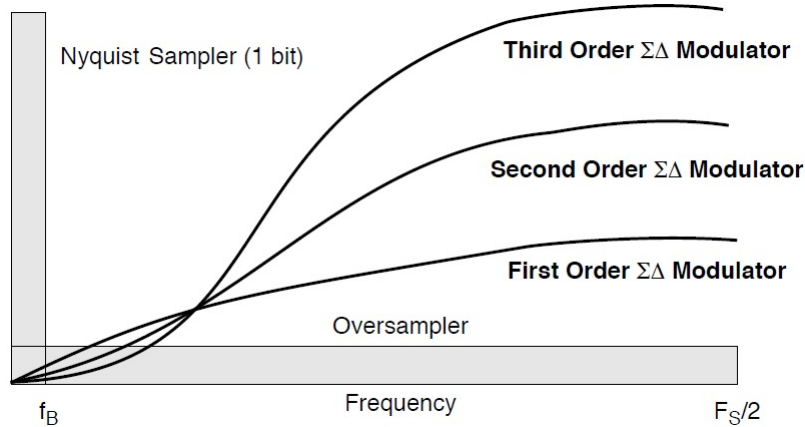 Nyquist Sampler (1 bit)
Third Order ΣΔ Modulator
Second Order ΣΔ Modulator
First Order ΣΔ Modulator
Oversampler
f_B
Frequency
F_S/2